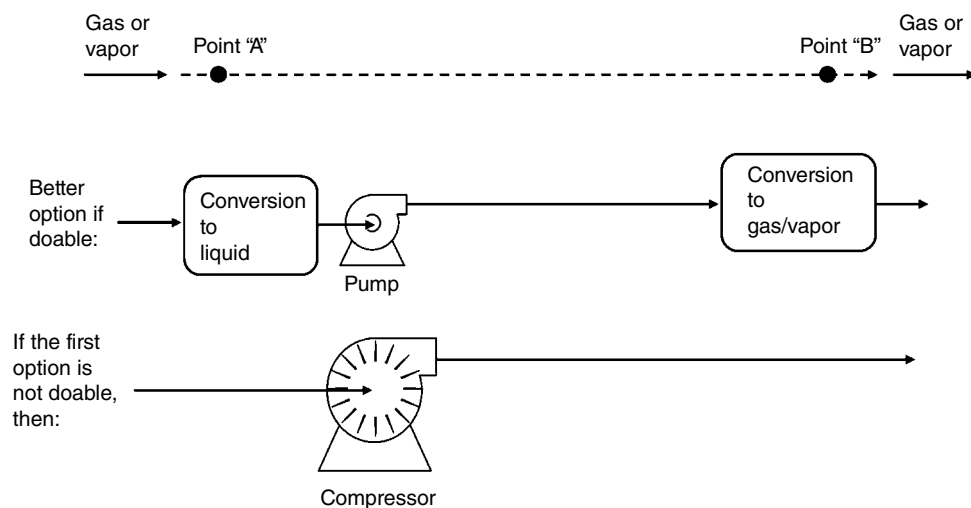 Gas or
vapor
Point “A”
Point “B”
Gas or
vapor
Better
option if
doable:
Conversion
to
liquid
Pump
Conversion
to
gas/vapor
If the first
option is
not doable,
then:
Compressor